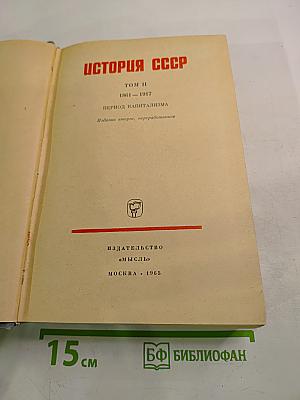 ИСТОРИЯ СССР
ТОМ II
1861—1917
ПЕРИОД КАПИТАЛИЗМА
Издание второе, переработанное
ИЗДАТЕЛЬСТВО
«МЫСЛЬ»
МОСКВА • 1965
15 см
БФ БИБЛИОФАН